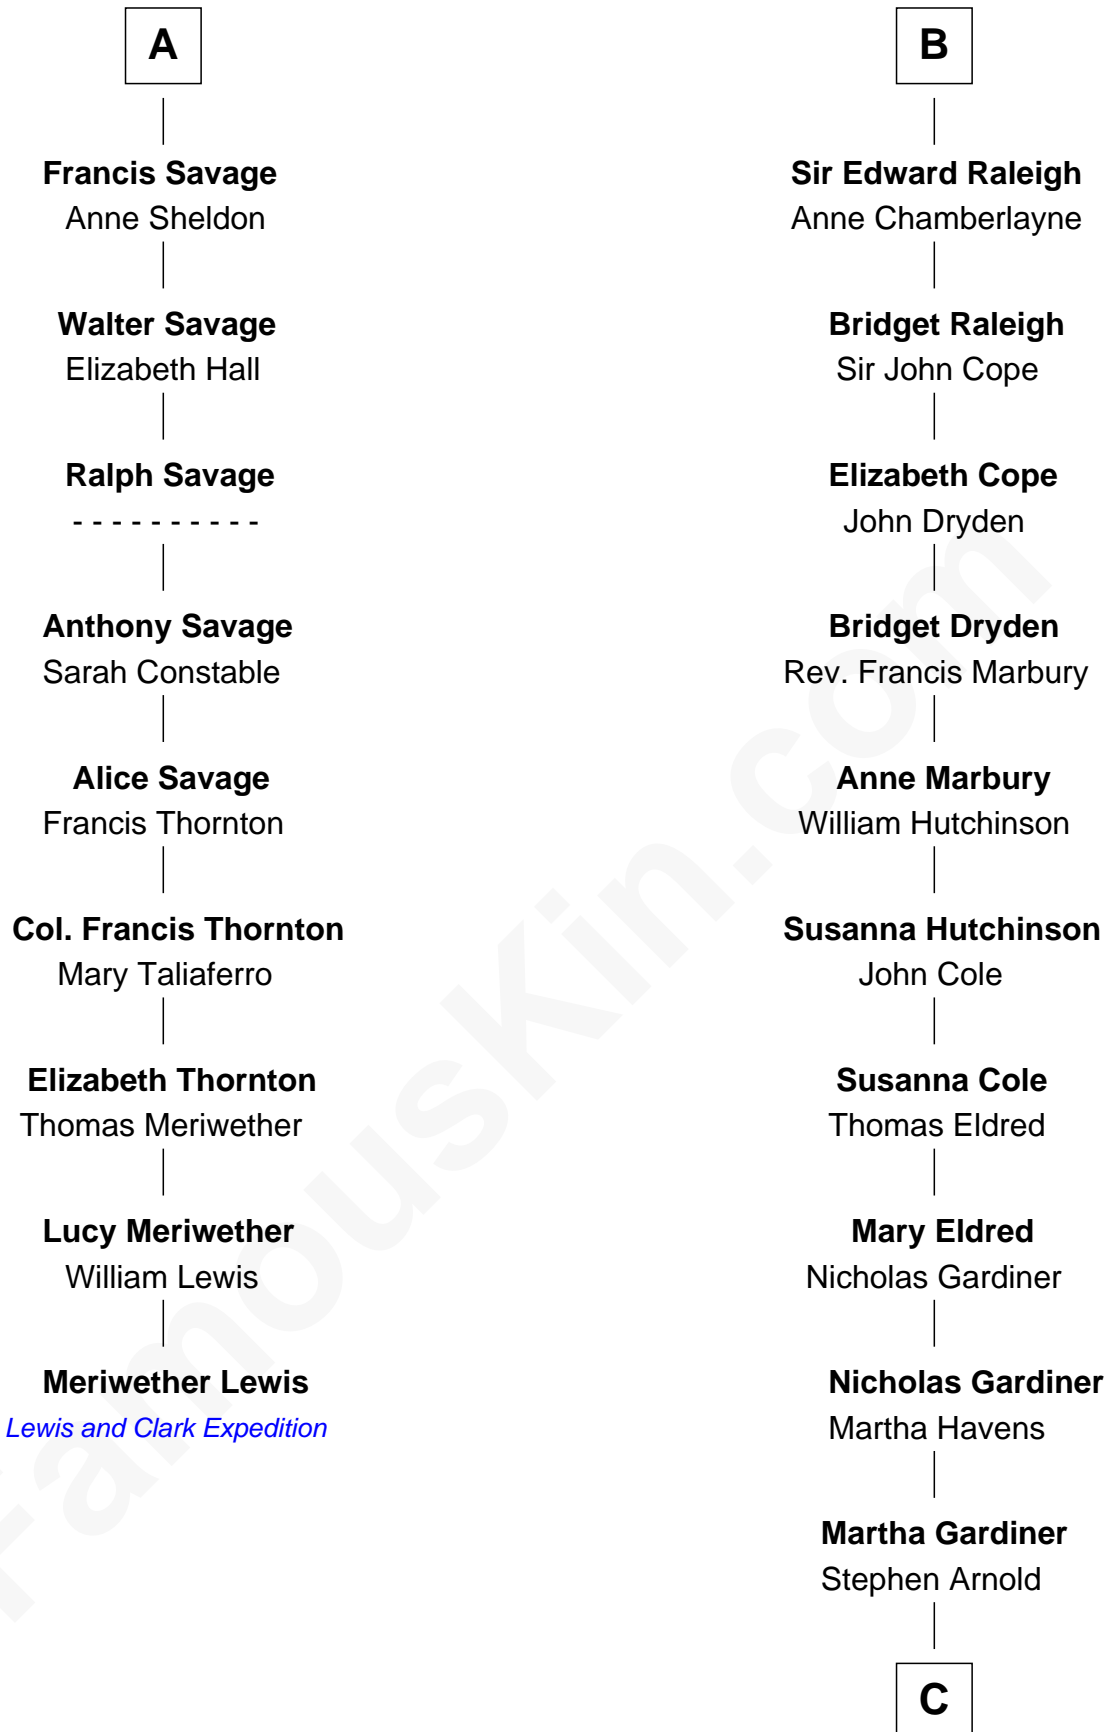 A
Francis Savage
Anne Sheldon
Walter Savage
Elizabeth Hall
Ralph Savage
- - - - - - - - - -
Anthony Savage
Sarah Constable
Alice Savage
Francis Thornton
Col. Francis Thornton
Mary Taliaferro
Elizabeth Thornton
Thomas Meriwether
Lucy Meriwether
William Lewis
Meriwether Lewis
Lewis and Clark Expedition
B
Sir Edward Raleigh
Anne Chamberlayne
Bridget Raleigh
Sir John Cope
Elizabeth Cope
John Dryden
Bridget Dryden
Rev. Francis Marbury
Anne Marbury
William Hutchinson
Susanna Hutchinson
John Cole
Susanna Cole
Thomas Eldred
Mary Eldred
Nicholas Gardiner
Nicholas Gardiner
Martha Havens
Martha Gardiner
Stephen Arnold
C
FamousKin.com